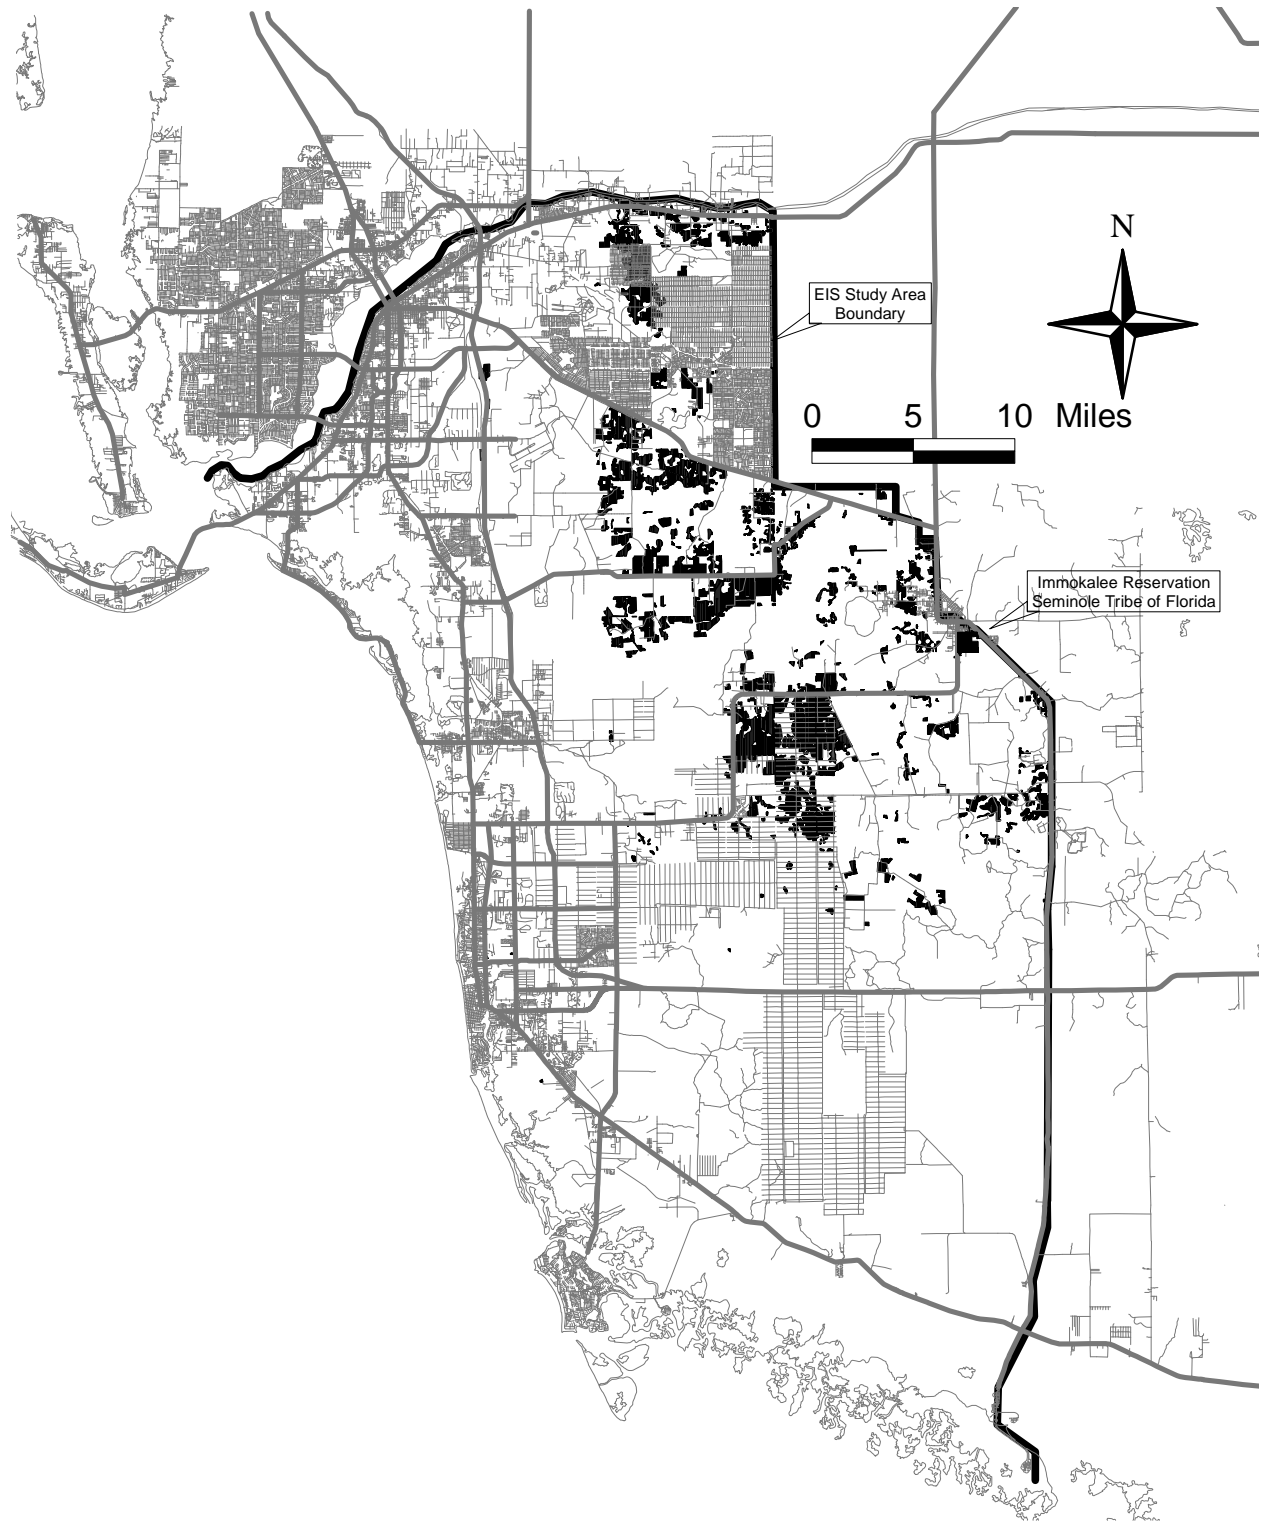 N
EIS Study Area
Boundary
0 5 10 Miles
Immokalee Reservation
Seminole Tribe of Florida